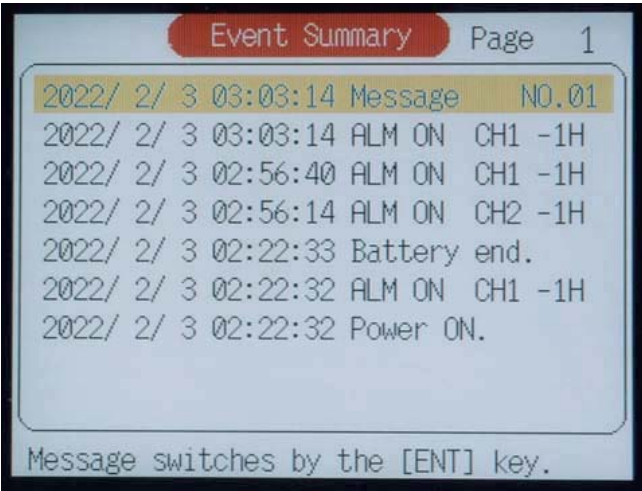 Event Summary Page 1
2022/ 2/ 3 03:03:14 Message NO.01
2022/ 2/ 3 03:03:14 ALM ON CH1 -1H
2022/ 2/ 3 02:56:40 ALM ON CH1 -1H
2022/ 2/ 3 02:56:14 ALM ON CH2 -1H
2022/ 2/ 3 02:22:33 Battery end.
2022/ 2/ 3 02:22:32 ALM ON CH1 -1H
2022/ 2/ 3 02:22:32 Power ON.
Message switches by the [ENT] key.